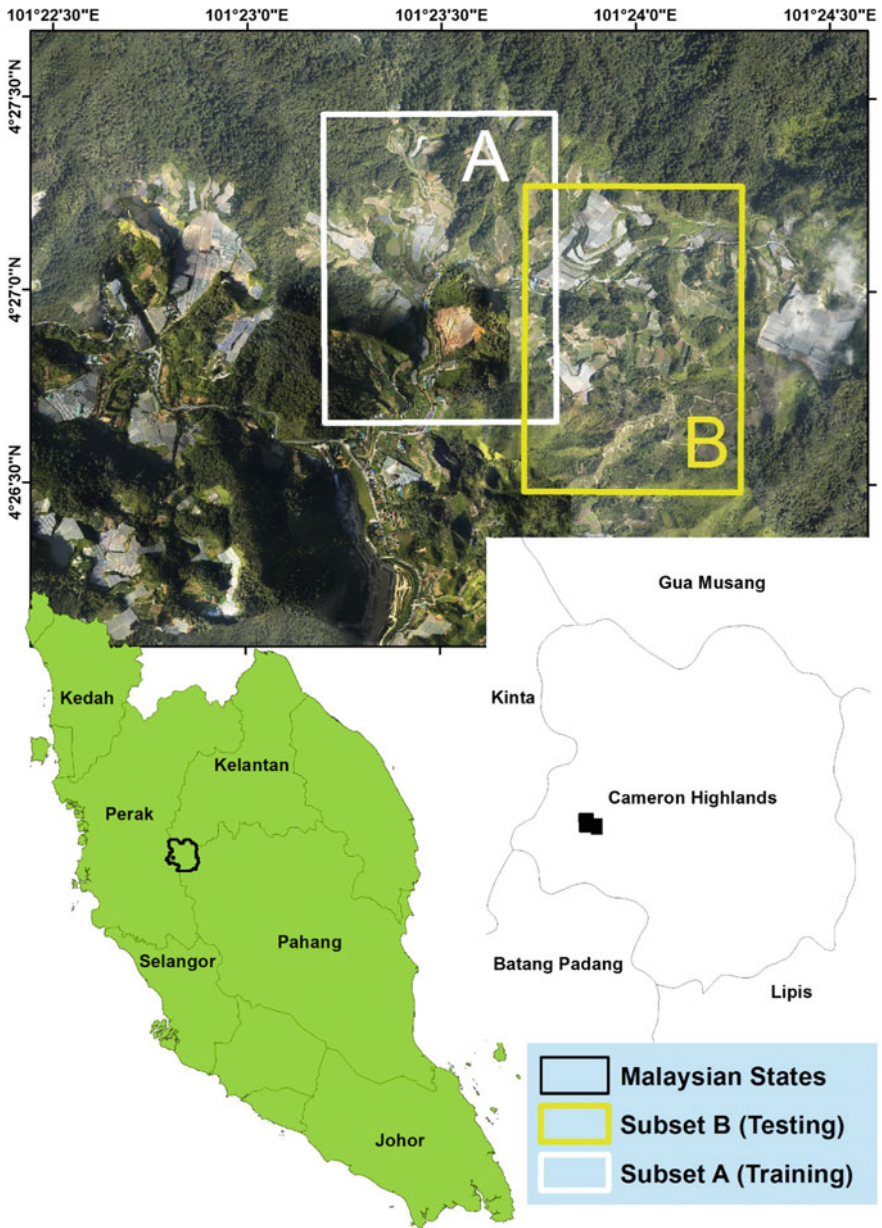 101°22'30"E 101°23'0"E 101°23'30"E 101°24'0"E 101°24'30"E
4°27'30"N
4°27'0"N
4°26'30"N
A
B
Gua Musang
Kinta
Cameron Highlands
Batang Padang
Lipis
Kedah
Kelantan
Perak
Pahang
Selangor
Johor
Malaysian States
Subset B (Testing)
Subset A (Training)